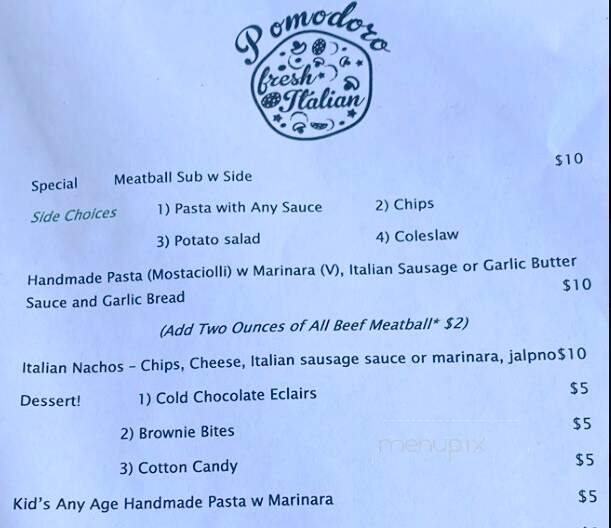 Pomodoro
fresh
Italian
$10
Special Meatball Sub w Side
Side Choices 1) Pasta with Any Sauce 2) Chips
3) Potato salad 4) Coleslaw
Handmade Pasta (Mostaciolli) w Marinara (V), Italian Sausage or Garlic Butter
Sauce and Garlic Bread $10
(Add Two Ounces of All Beef Meatball* $2)
Italian Nachos – Chips, Cheese, Italian sausage sauce or marinara, jalpno$10
Dessert! 1) Cold Chocolate Eclairs $5
2) Brownie Bites $5
menupix
3) Cotton Candy $5
Kid's Any Age Handmade Pasta w Marinara $5